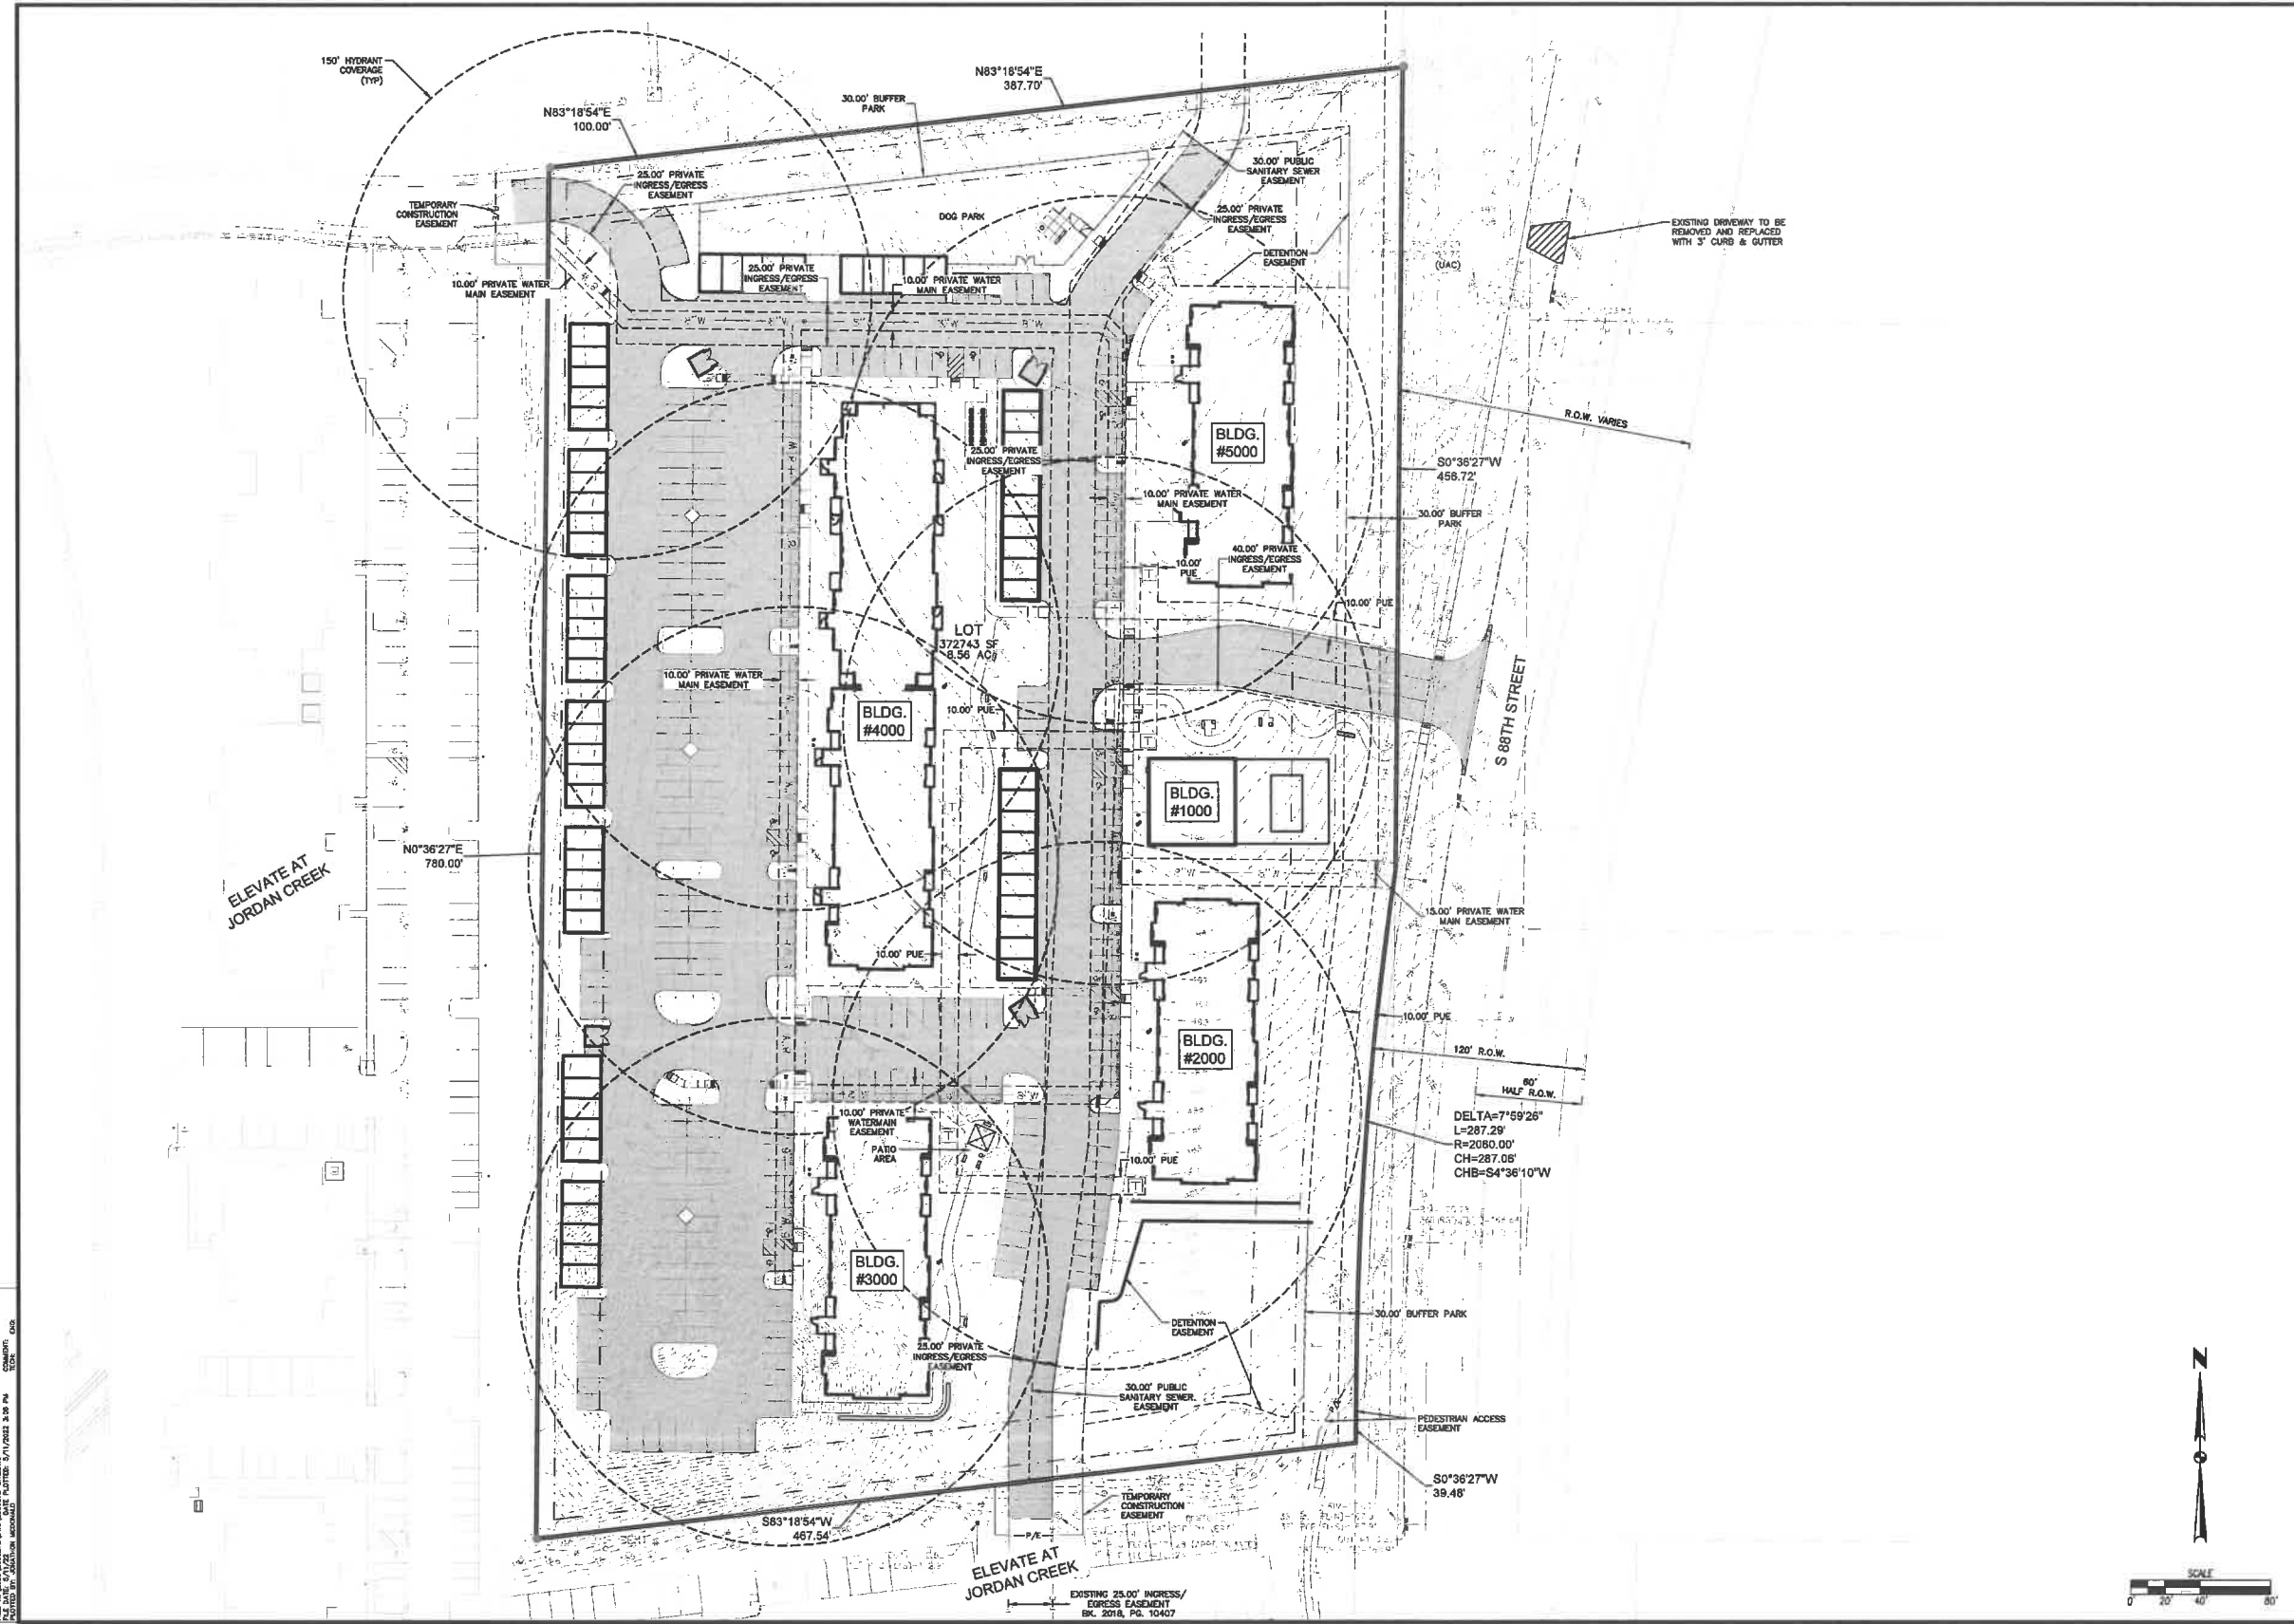 150' HYDRANT
COVERAGE
(TYP)
N83°18'54"E
387.70'
30.00' BUFFER
PARK
N83°18'54"E
100.00'
30.00' PUBLIC
SANITARY SEWER
EASEMENT
25.00' PRIVATE
INGRESS/EGRESS
EASEMENT
TEMPORARY
CONSTRUCTION
EASEMENT
DOG PARK
25.00' PRIVATE
INGRESS/EGRESS
EASEMENT
EXISTING DRIVEWAY TO BE
REMOVED AND REPLACED
WITH 3' CURB & GUTTER
DETENTION
EASEMENT
(UAC)
10.00' PRIVATE WATER
MAIN EASEMENT
25.00' PRIVATE
INGRESS/EGRESS
EASEMENT
10.00' PRIVATE WATER
MAIN EASEMENT
R.O.W. VARIES
BLDG.
#5000
25.00' PRIVATE
INGRESS/EGRESS
EASEMENT
S0°36'27"W
456.72'
10.00' PRIVATE WATER
MAIN EASEMENT
30.00' BUFFER
PARK
40.00' PRIVATE
INGRESS/EGRESS
EASEMENT
10.00'
PUE
10.00' PUE
LOT
372743 SF
8.56 AC
S 88TH STREET
10.00' PRIVATE WATER
MAIN EASEMENT
BLDG.
#4000
10.00' PUE
BLDG.
#1000
N0°36'27"E
780.00'
ELEVATE AT
JORDAN CREEK
15.00' PRIVATE WATER
MAIN EASEMENT
10.00' PUE
10.00' PUE
BLDG.
#2000
120' R.O.W.
60'
HALF R.O.W.
DELTA=7°59'26"
L=287.29'
R=2060.00'
CH=287.06'
CHB=S4°36'10"W
10.00' PRIVATE
WATERMAIN
EASEMENT
PATIO
AREA
10.00' PUE
BLDG.
#3000
30.00' BUFFER PARK
DETENTION
EASEMENT
25.00' PRIVATE
INGRESS/EGRESS
EASEMENT
30.00' PUBLIC
SANITARY SEWER
EASEMENT
PEDESTRIAN ACCESS
EASEMENT
S0°36'27"W
39.48'
TEMPORARY
CONSTRUCTION
EASEMENT
S83°18'54"W
467.54'
P/E
ELEVATE AT
JORDAN CREEK
EXISTING 25.00' INGRESS/
EGRESS EASEMENT
BK. 2018, PG. 10407
N
SCALE
0' 20' 40' 80'